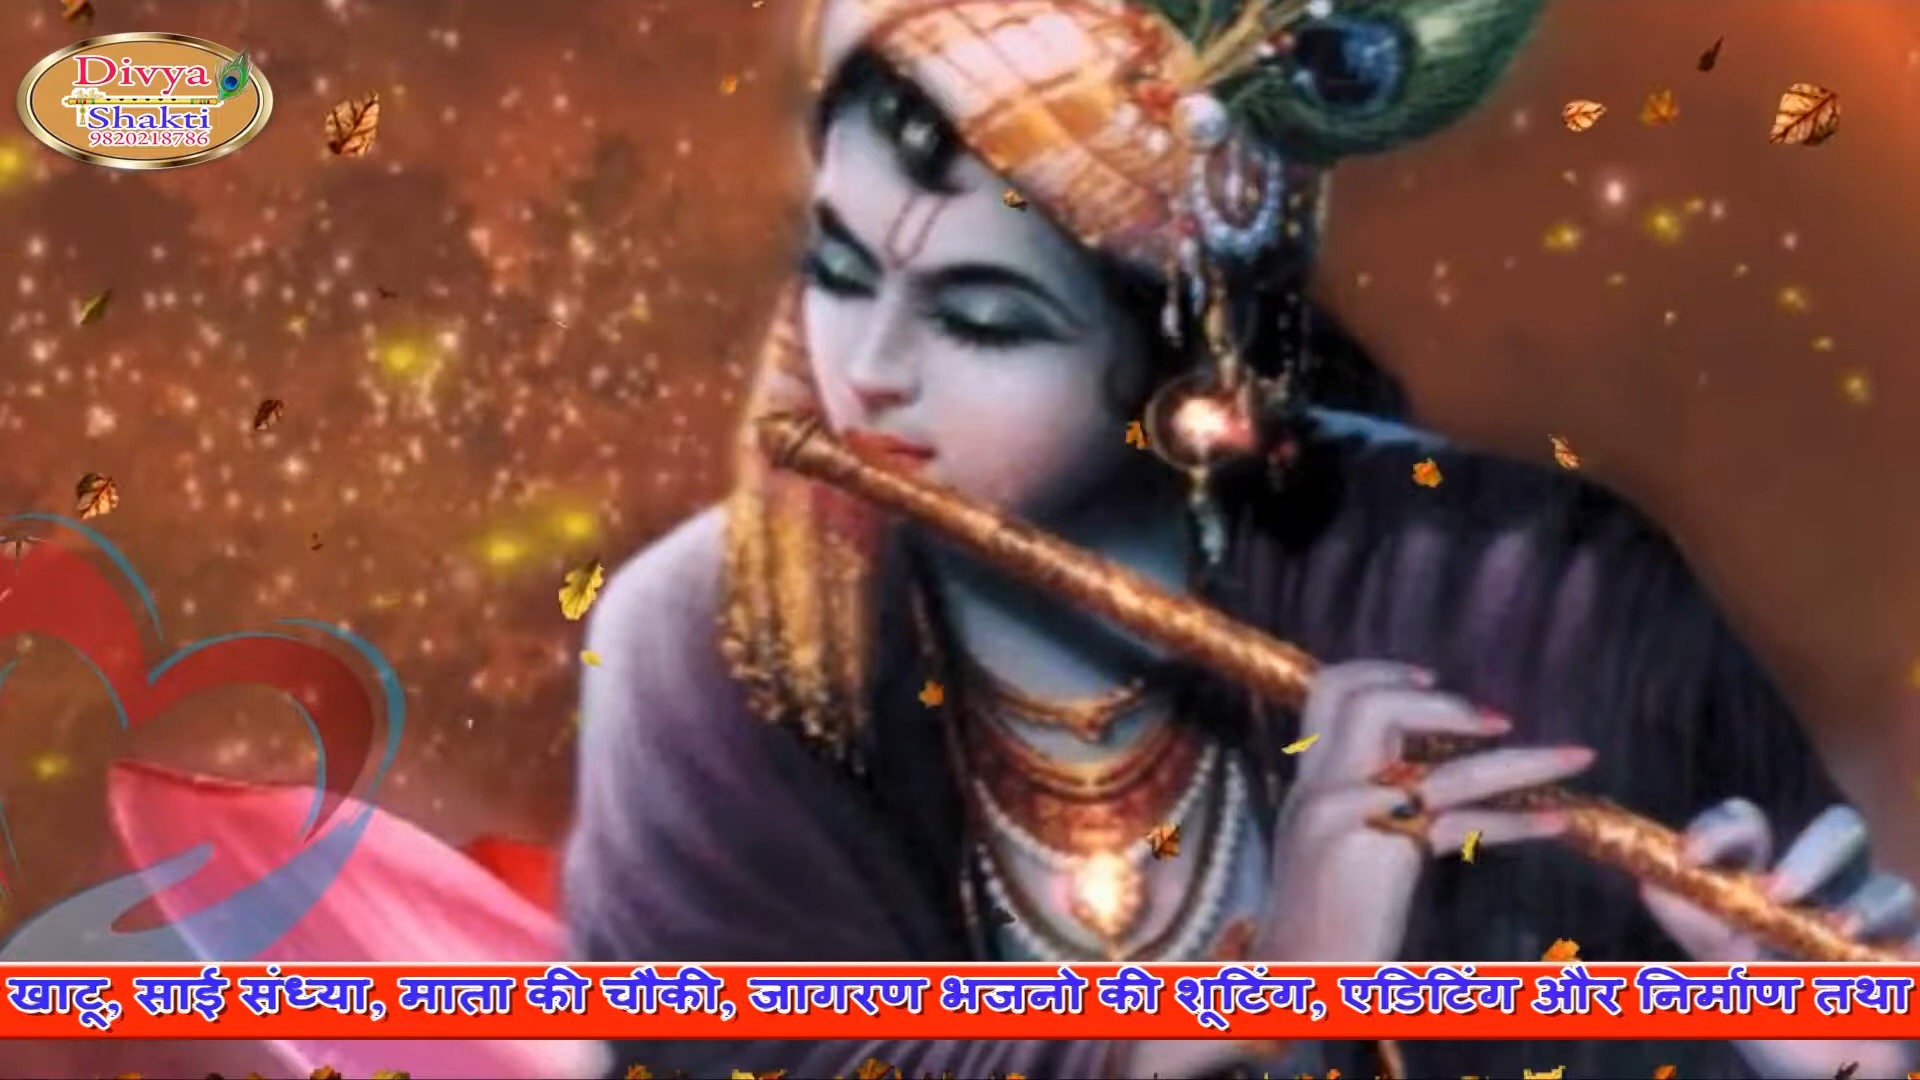 Divya
Shakti
9820218786
खाटू, साई संध्या, माता की चौकी, जागरण भजनो की शूटिंग, एडिटिंग और निर्माण तथा